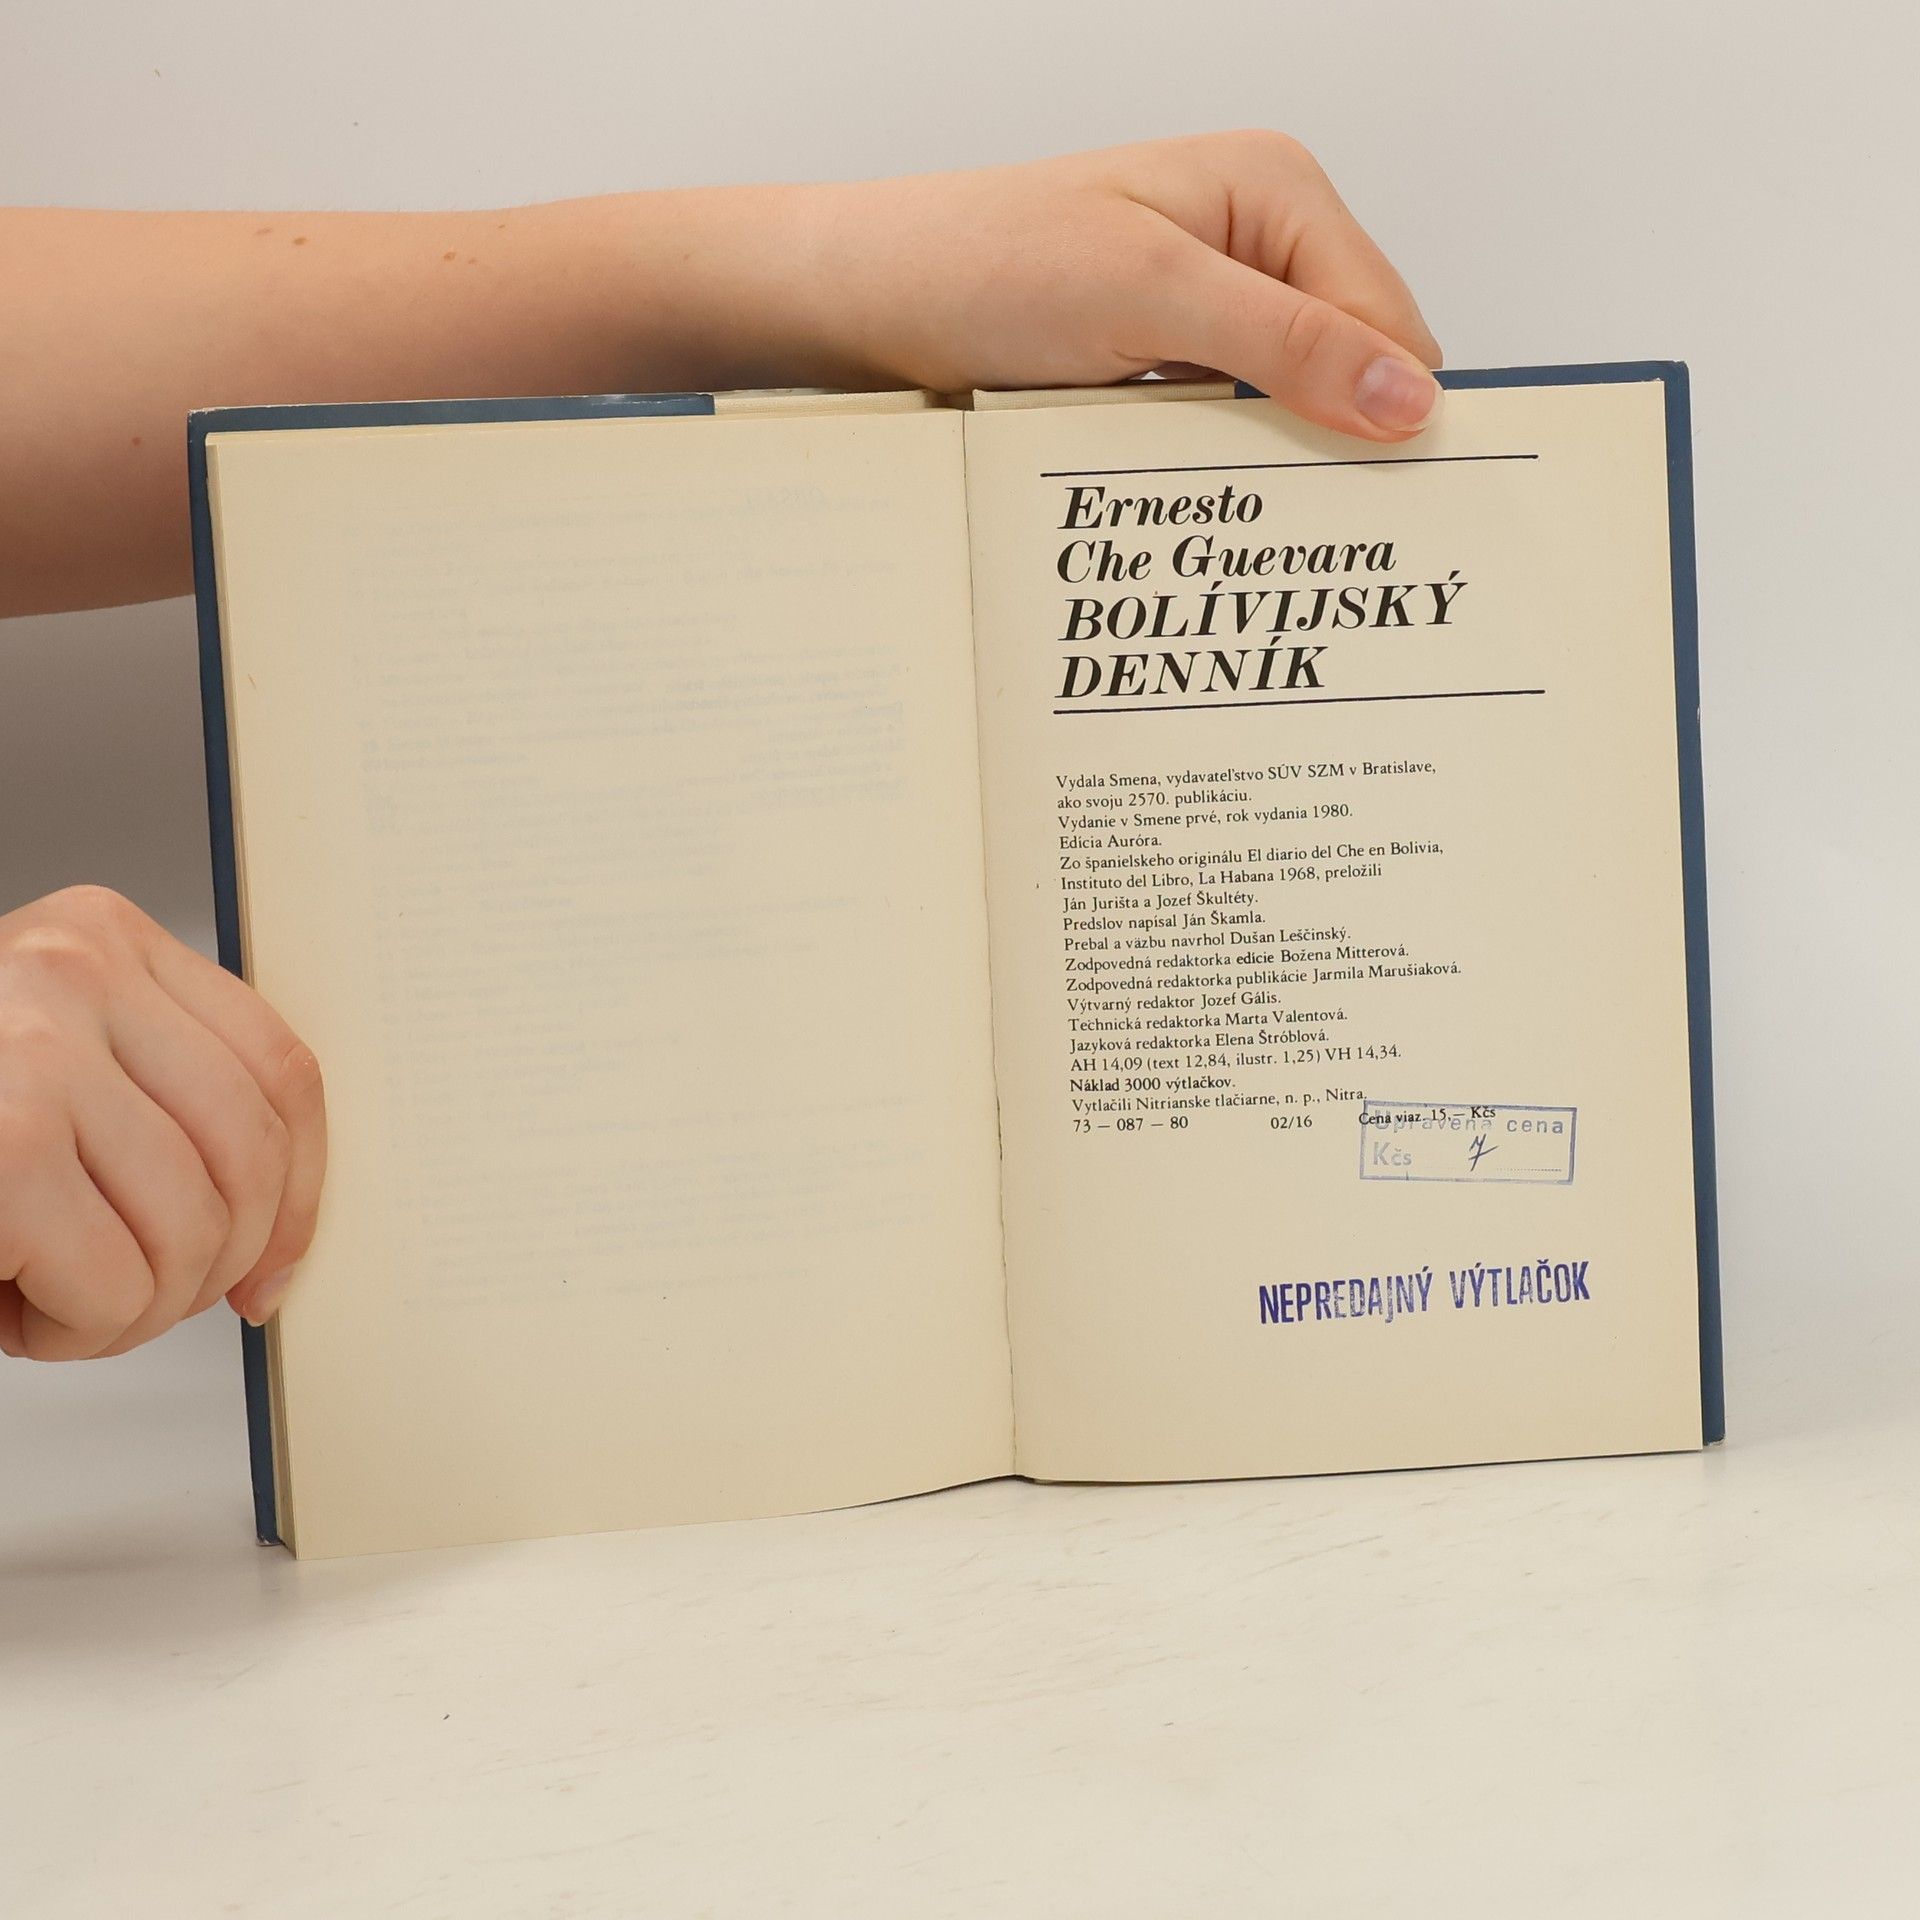 Ernesto
Che Guevara
BOLÍVIJSKÝ
DENNÍK
Vydala Smena, vydavateľstvo SÚV SZM v Bratislave,
ako svoju 2570. publikáciu.
Vydanie v Smene prvé, rok vydania 1980.
Edícia Auróra.
Zo španielskeho originálu El diario del Che en Bolivia,
Instituto del Libro, La Habana 1968, preložili
Ján Jurišta a Jozef Škultéty.
Predslov napísal Ján Škamla.
Prebal a väzbu navrhol Dušan Leščinský.
Zodpovedná redaktorka edície Božena Mitterová.
Zodpovedná redaktorka publikácie Jarmila Marušiaková.
Výtvarný redaktor Jozef Gális.
Technická redaktorka Marta Valentová.
Jazyková redaktorka Elena Štróblová.
AH 14,09 (text 12,84, ilustr. 1,25) VH 14,34.
Náklad 3000 výtlačkov.
Vytlačili Nitrianske tlačiarne, n. p., Nitra.
73 — 087 — 80 02/16 Cena viaz. 15,— Kčs
Upravená cena
Kčs 7
NEPREDAJNÝ VÝTLAČOK